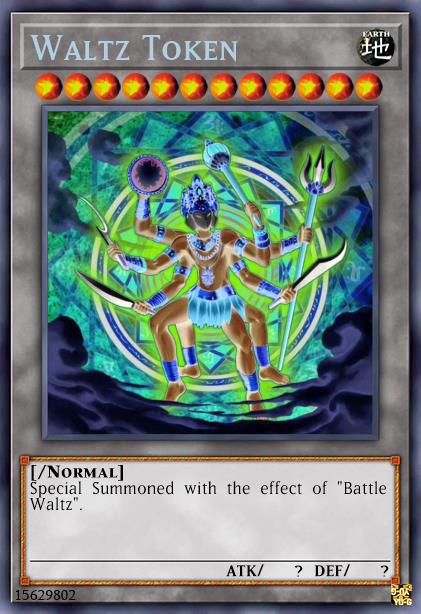 Waltz Token
EARTH
地
[/Normal]
Special Summoned with the effect of "Battle
Waltz".
ATK/ ? DEF/ ?
15629802